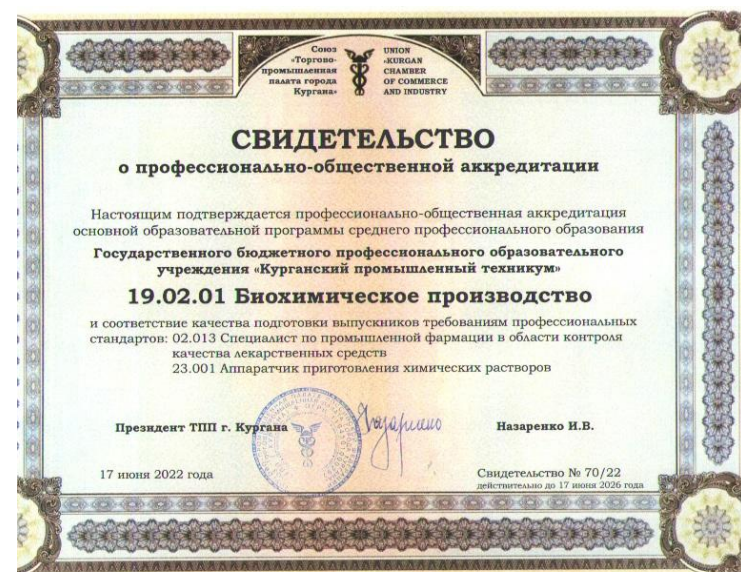 Союз
«Торгово-
промышленная
палата города
Кургана»
UNION
«KURGAN
CHAMBER
OF COMMERCE
AND INDUSTRY
СВИДЕТЕЛЬСТВО
о профессионально-общественной аккредитации
Настоящим подтверждается профессионально-общественная аккредитация
основной образовательной программы среднего профессионального образования
Государственного бюджетного профессионального образовательного
учреждения «Курганский промышленный техникум»
19.02.01 Биохимическое производство
и соответствие качества подготовки выпускников требованиям профессиональных
стандартов: 02.013 Специалист по промышленной фармации в области контроля
качества лекарственных средств
23.001 Аппаратчик приготовления химических растворов
Президент ТПП г. Кургана
Назаренко
Назаренко И.В.
17 июня 2022 года
Свидетельство № 70/22
действительно до 17 июня 2026 года